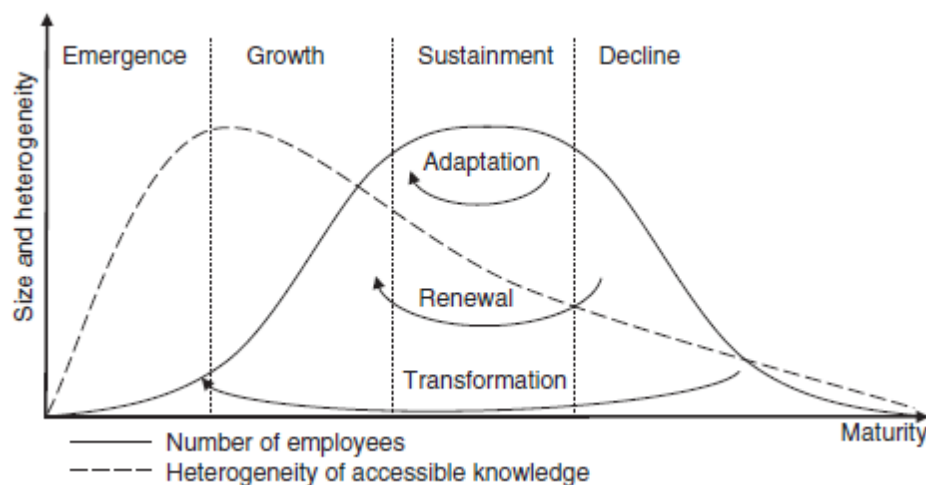 Emergence
Growth
Sustainment
Decline
Size and heterogeneity
Adaptation
Renewal
Transformation
Maturity
Number of employees
Heterogeneity of accessible knowledge